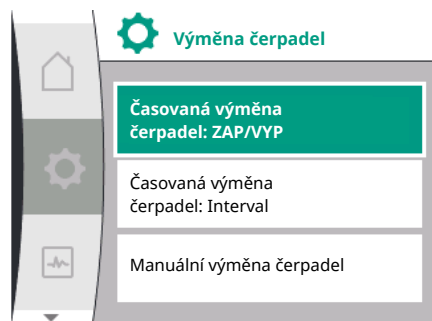 Výměna čerpadel
Časovaná výměna
čerpadel: ZAP/VYP
Časovaná výměna
čerpadel: Interval
Manuální výměna čerpadel